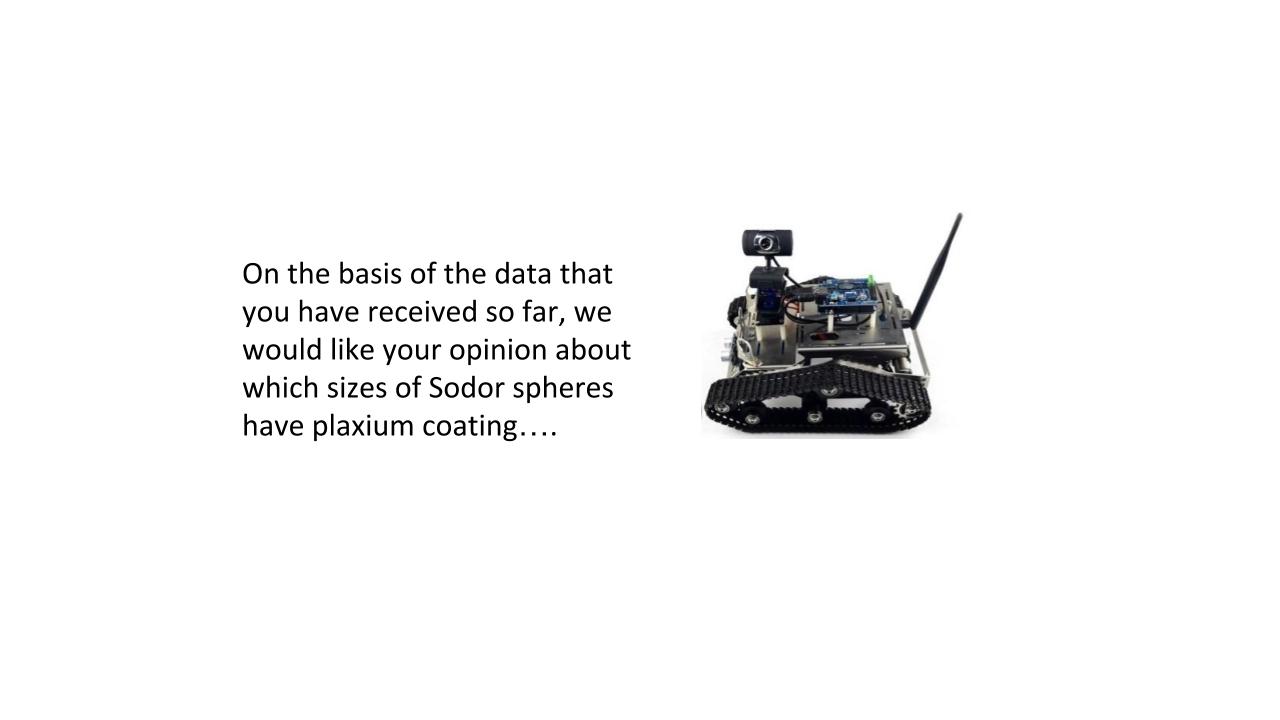 On the basis of the data that
you have received so far, we
would like your opinion about
which sizes of Sodor spheres
have plaxium coating….